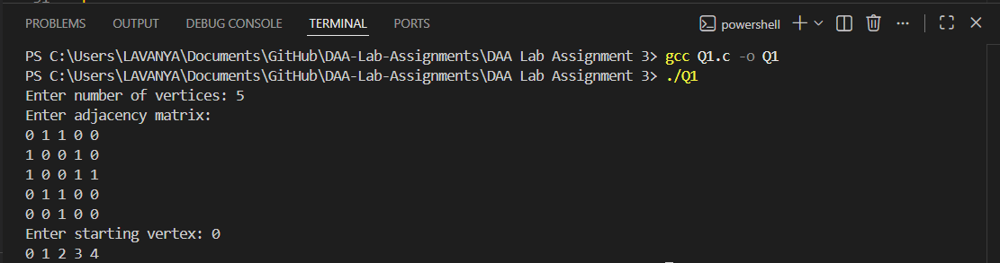 PROBLEMS OUTPUT DEBUG CONSOLE TERMINAL PORTS powershell
PS C:\Users\LAVANYA\Documents\GitHub\DAA-Lab-Assignments\DAA Lab Assignment 3> gcc Q1.c -o Q1
PS C:\Users\LAVANYA\Documents\GitHub\DAA-Lab-Assignments\DAA Lab Assignment 3> ./Q1
Enter number of vertices: 5
Enter adjacency matrix:
0 1 1 0 0
1 0 0 1 0
1 0 0 1 1
0 1 1 0 0
0 0 1 0 0
Enter starting vertex: 0
0 1 2 3 4